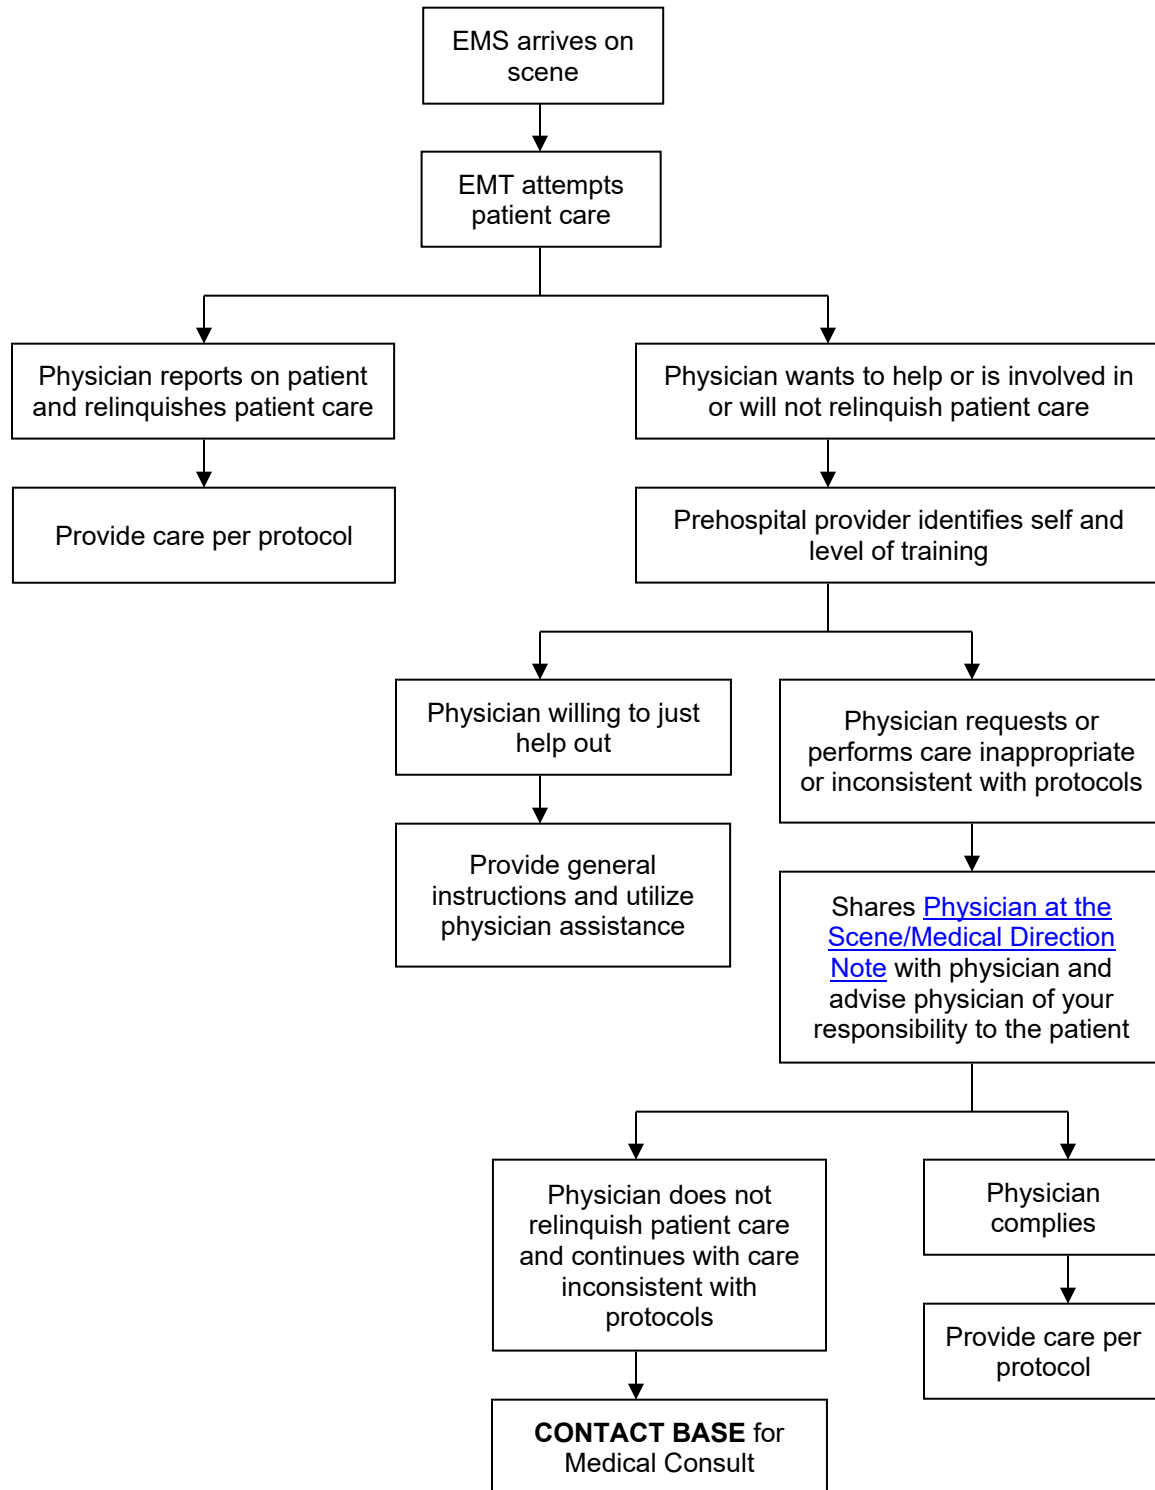 EMS arrives on
scene
EMT attempts
patient care
Physician reports on patient
and relinquishes patient care
Physician wants to help or is involved in
or will not relinquish patient care
Provide care per protocol
Prehospital provider identifies self and
level of training
Physician willing to just
help out
Physician requests or
performs care inappropriate
or inconsistent with protocols
Provide general
instructions and utilize
physician assistance
Shares Physician at the
Scene/Medical Direction
Note with physician and
advise physician of your
responsibility to the patient
Physician does not
relinquish patient care
and continues with care
inconsistent with
protocols
Physician
complies
Provide care per
protocol
CONTACT BASE for
Medical Consult